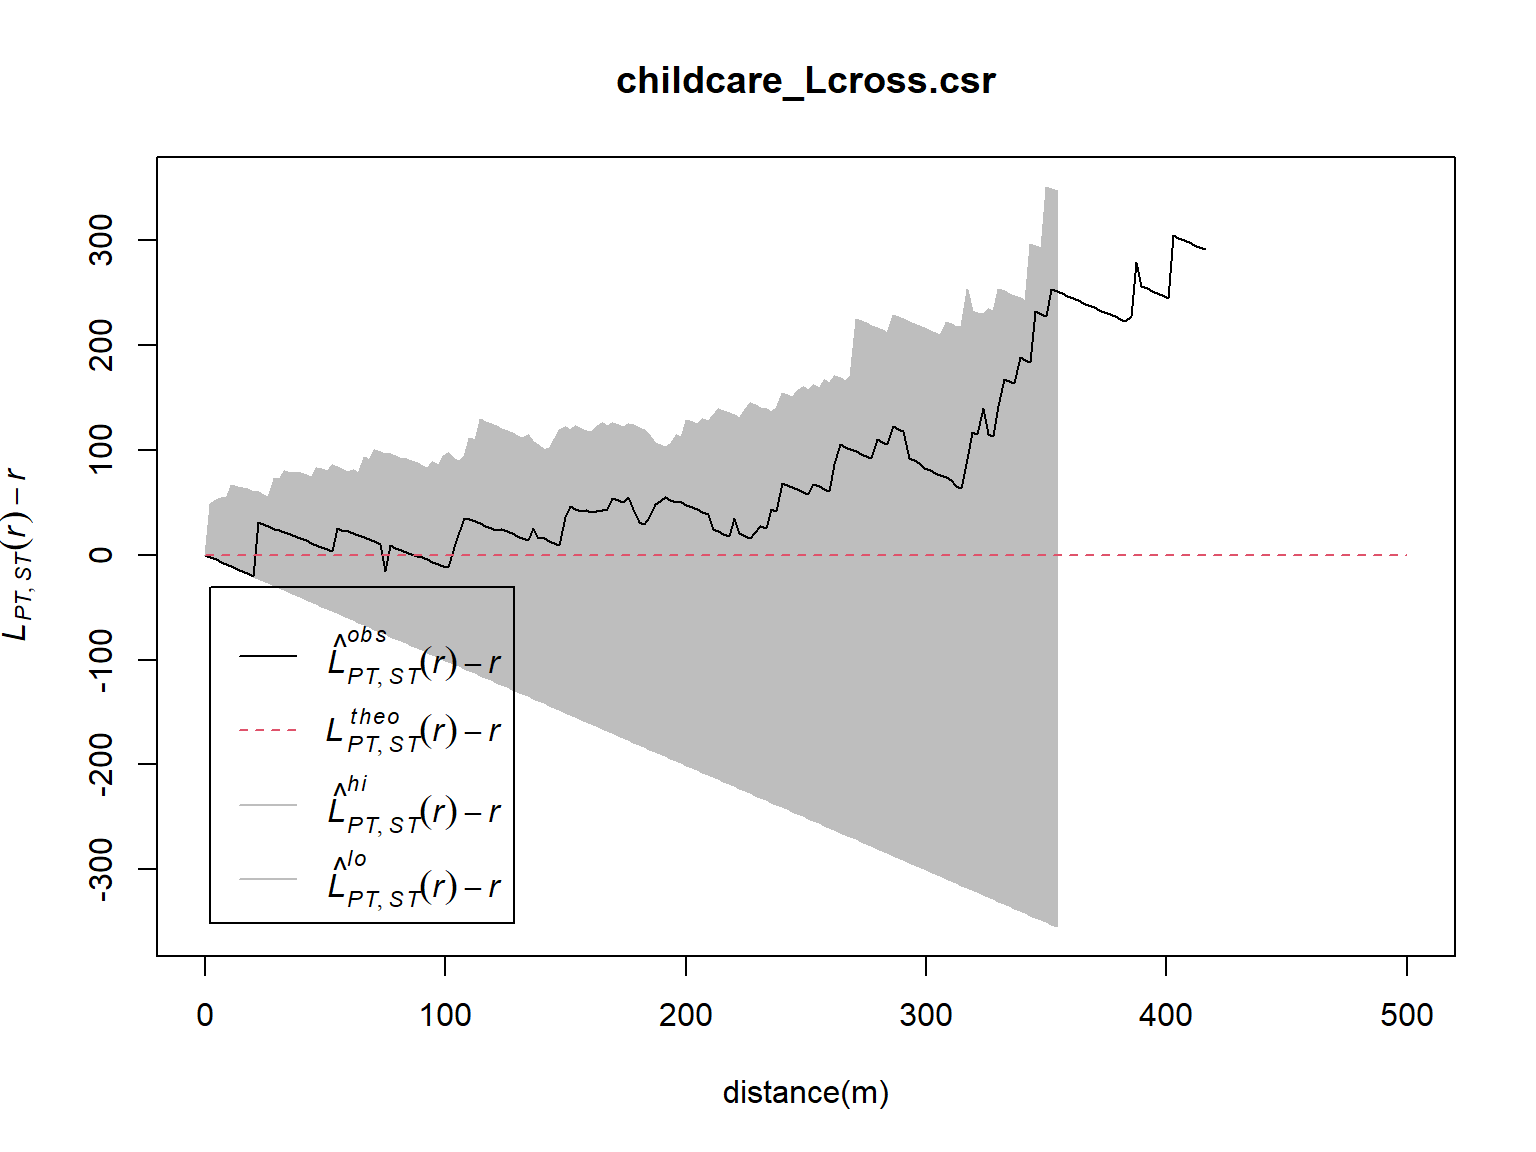 childcare_Lcross.csr
L_{PT, ST}(r) − r
300
200
100
0
-100
-200
-300
L̂^{obs}_{PT, ST}(r) − r
L^{theo}_{PT, ST}(r) − r
L̂^{hi}_{PT, ST}(r) − r
L̂^{lo}_{PT, ST}(r) − r
0 100 200 300 400 500
distance(m)